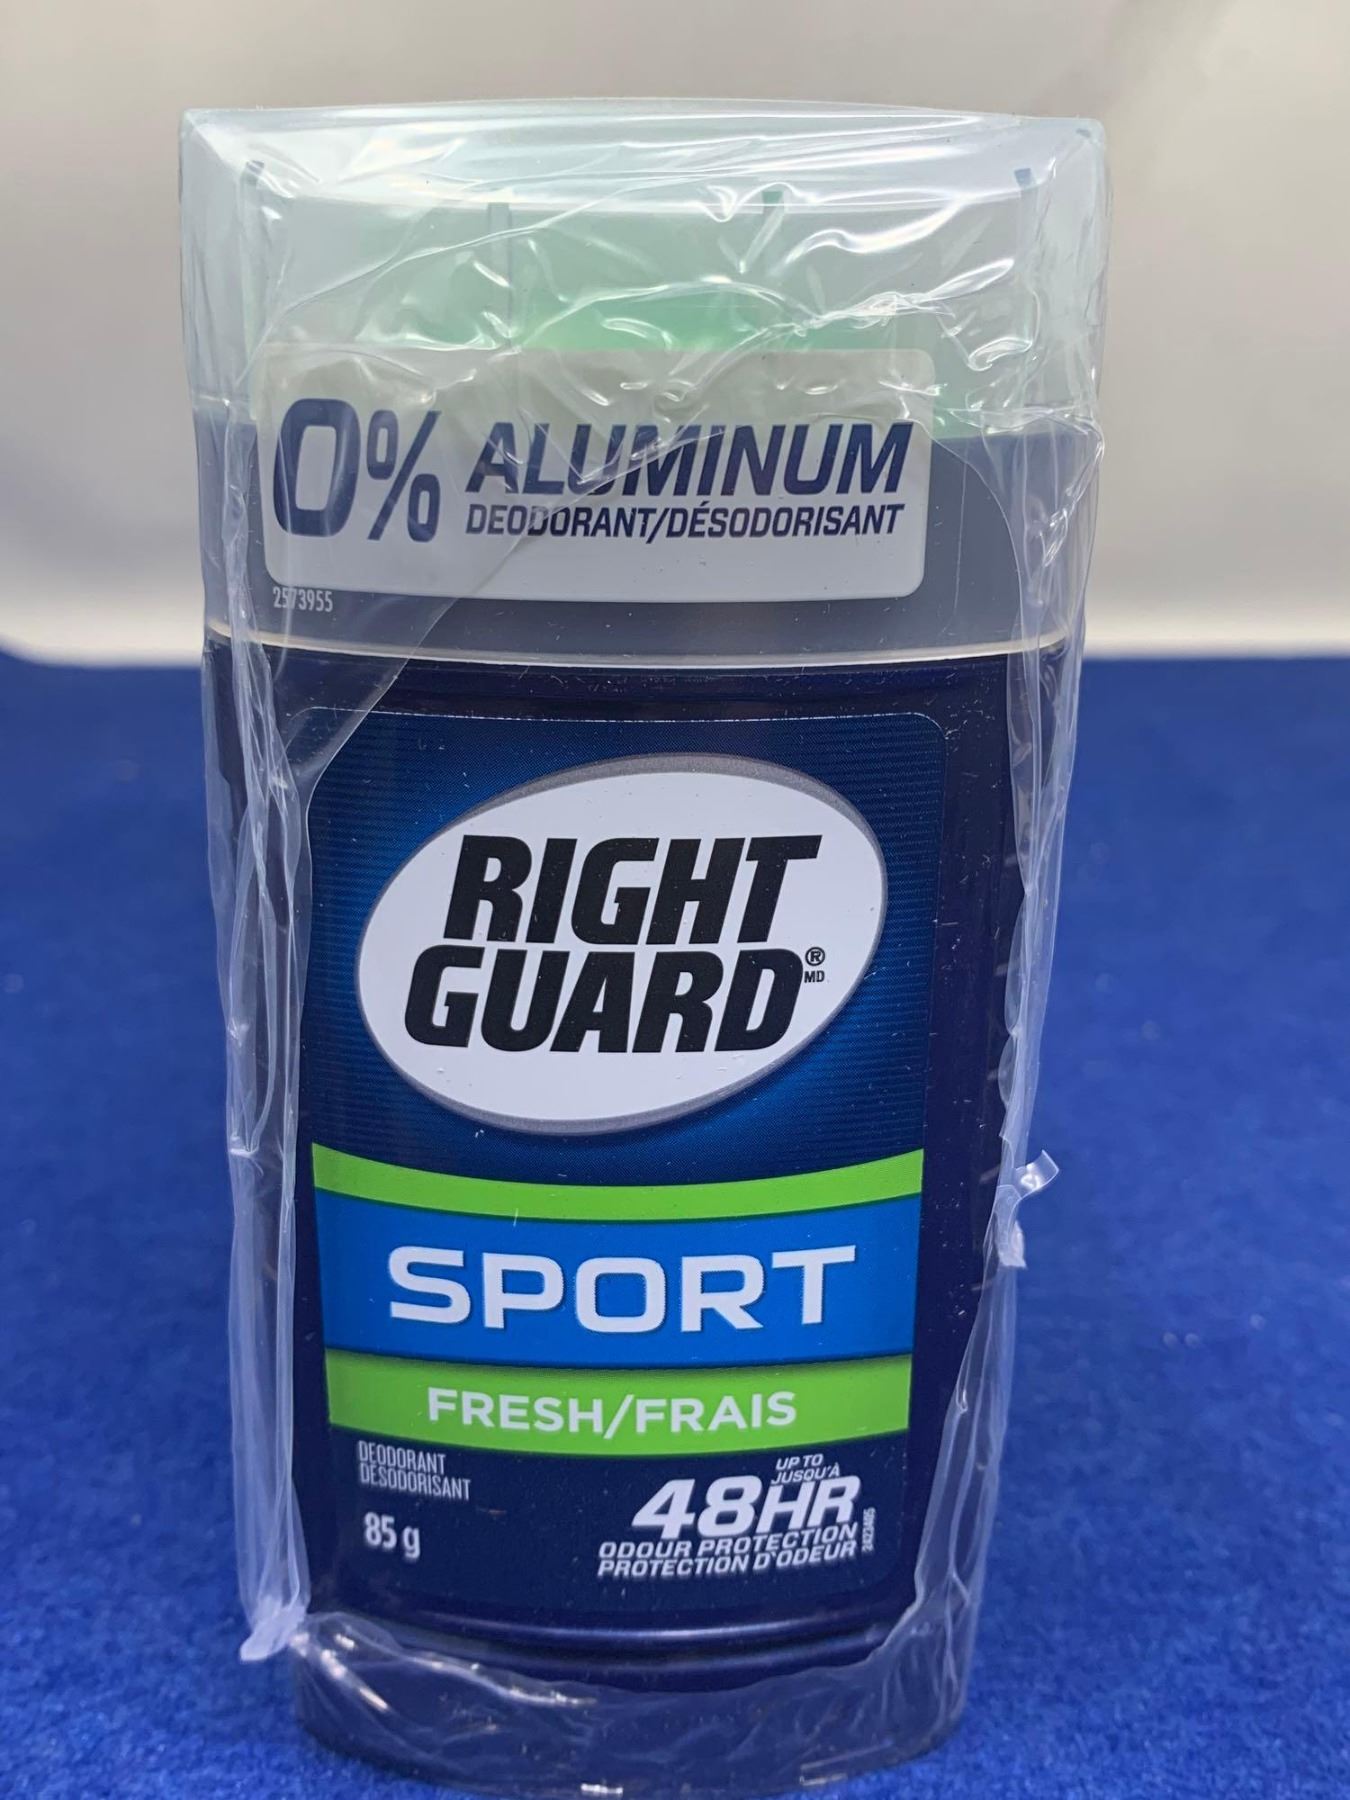 0% ALUMINUM
DEODORANT/DÉSODORISANT
2573955
RIGHT
GUARD®
MD
SPORT
FRESH/FRAIS
DEODORANT
DÉSODORISANT
85 g
UP TO
JUSQU'À
48HR
ODOUR PROTECTION
PROTECTION D'ODEUR